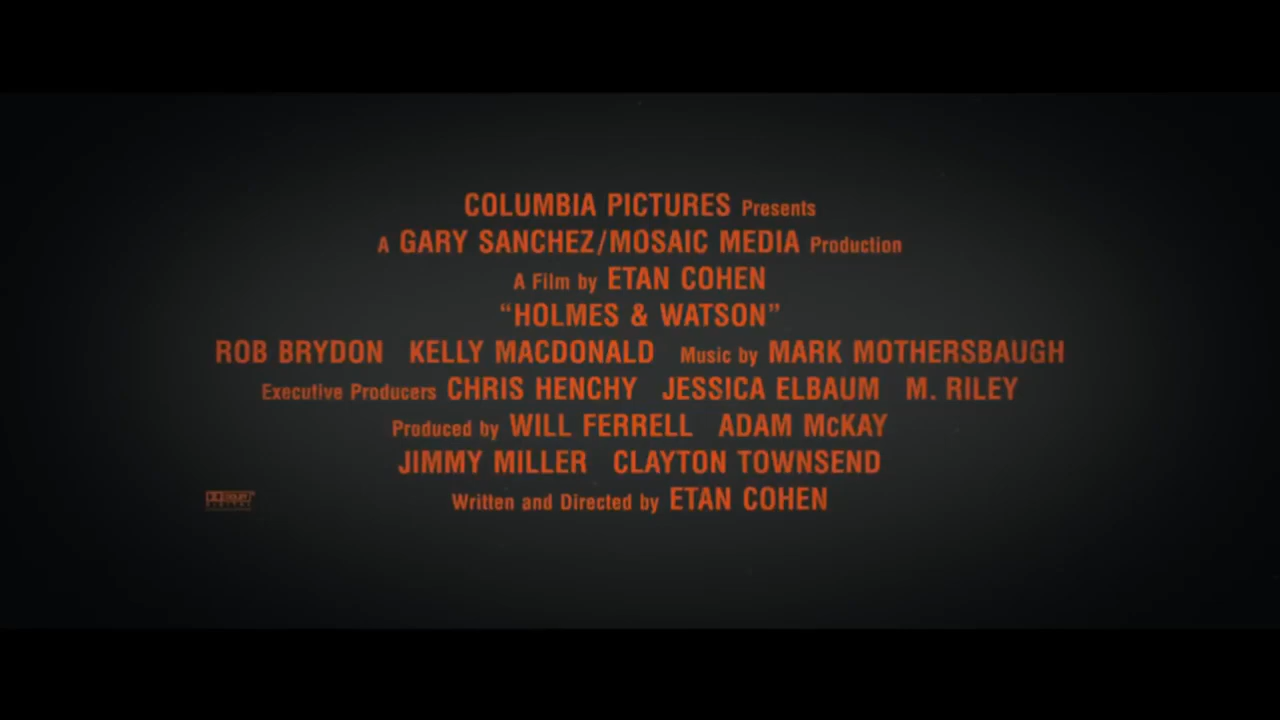 COLUMBIA PICTURES Presents
A GARY SANCHEZ/MOSAIC MEDIA Production
A Film by ETAN COHEN
“HOLMES & WATSON”
ROB BRYDON KELLY MACDONALD Music by MARK MOTHERSBAUGH
Executive Producers CHRIS HENCHY JESSICA ELBAUM M. RILEY
Produced by WILL FERRELL ADAM McKAY
JIMMY MILLER CLAYTON TOWNSEND
Written and Directed by ETAN COHEN
DOLBY
DIGITAL